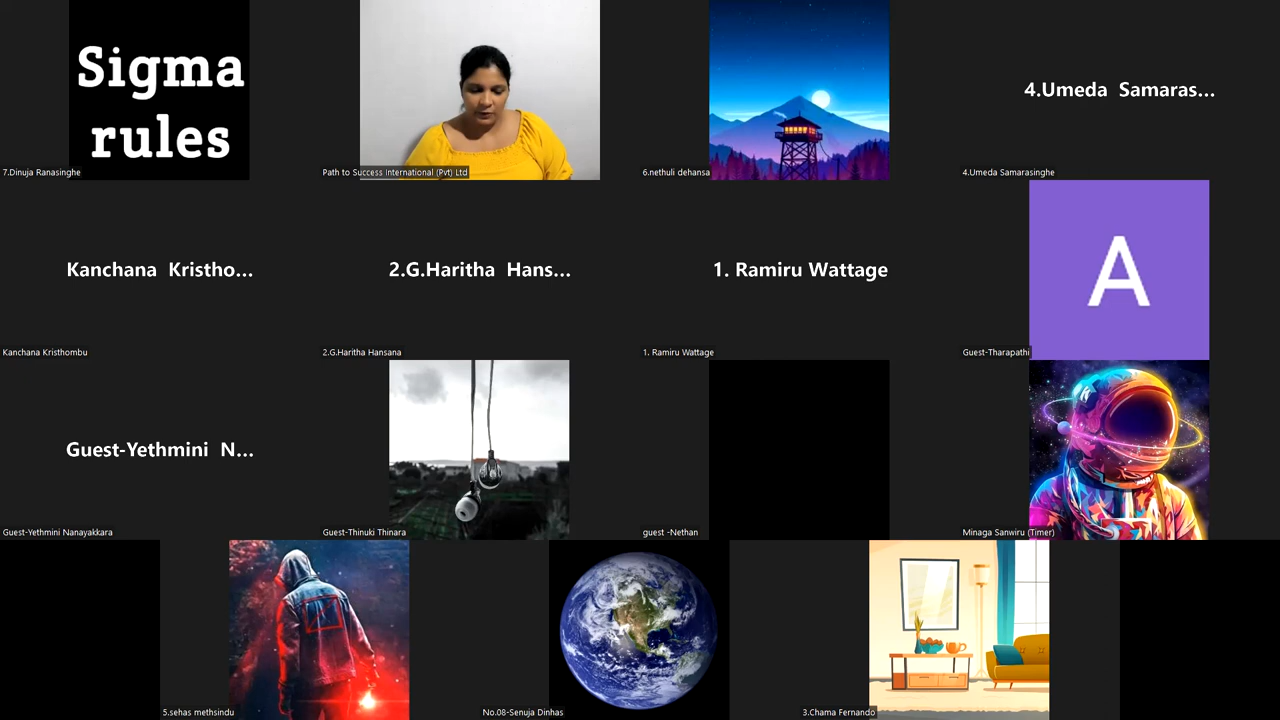 Sigma
rules
7.Dinuja Ranasinghe
Path to Success International (Pvt) Ltd
6.nethuli dehansa
4.Umeda Samaras...
4.Umeda Samarasinghe
Kanchana Kristho...
Kanchana Kristhombu
2.G.Haritha Hans...
2.G.Haritha Hansana
1. Ramiru Wattage
1. Ramiru Wattage
A
Guest-Tharapathi
Guest-Yethmini N...
Guest-Yethmini Nanayakkara
Guest-Thinuki Thinara
guest -Nethan
Minaga Sanwiru (Timer)
5.sehas methsindu
No.08-Senuja Dinhas
3.Chama Fernando